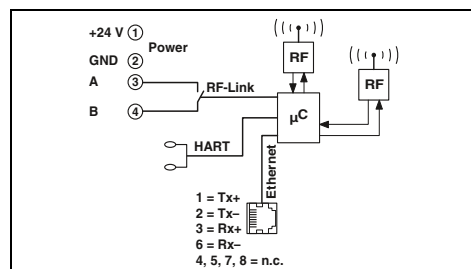 +24 V 1
Power
GND 2
A 3
RF-Link
B 4
HART
Ethernet
RF
RF
µC
1 = Tx+
2 = Tx–
3 = Rx+
6 = Rx–
4, 5, 7, 8 = n.c.